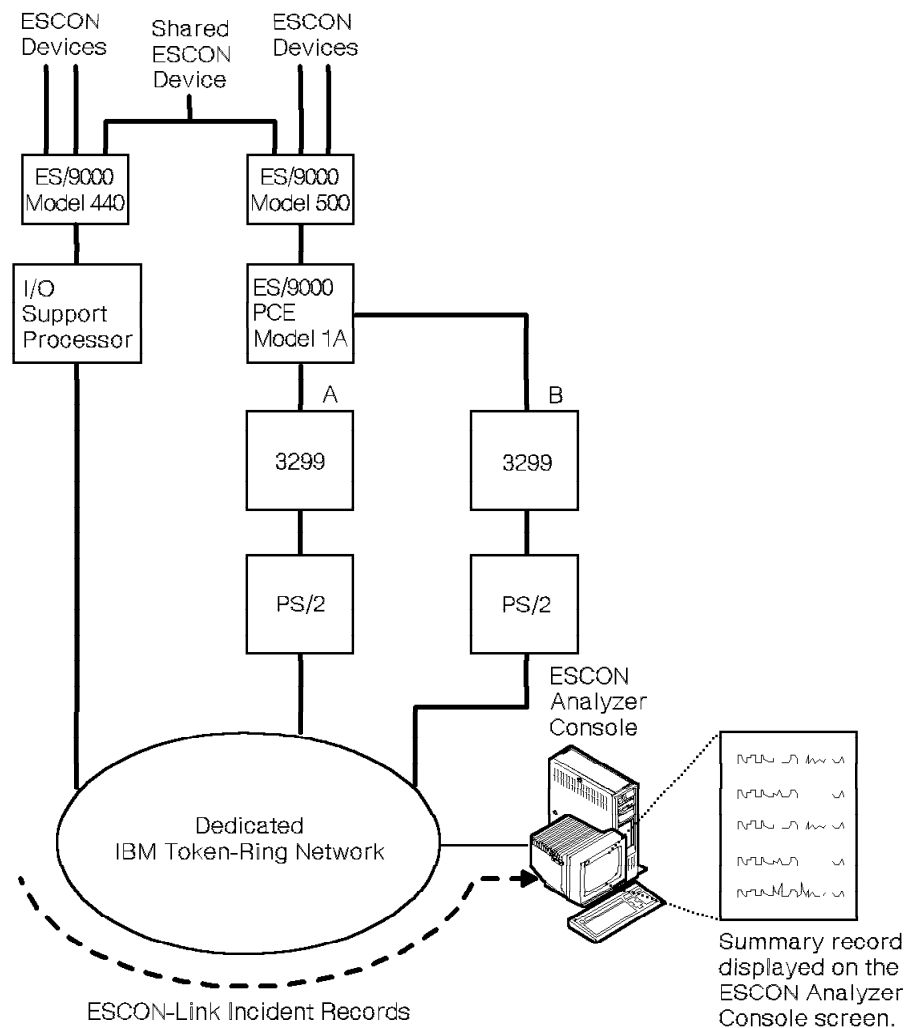 ESCON
Devices
Shared
ESCON
Device
ESCON
Devices
ES/9000
Model 440
ES/9000
Model 500
I/O
Support
Processor
ES/9000
PCE
Model 1A
A
B
3299
3299
PS/2
PS/2
ESCON
Analyzer
Console
Dedicated
IBM Token-Ring Network
Summary record
displayed on the
ESCON Analyzer
Console screen.
ESCON-Link Incident Records